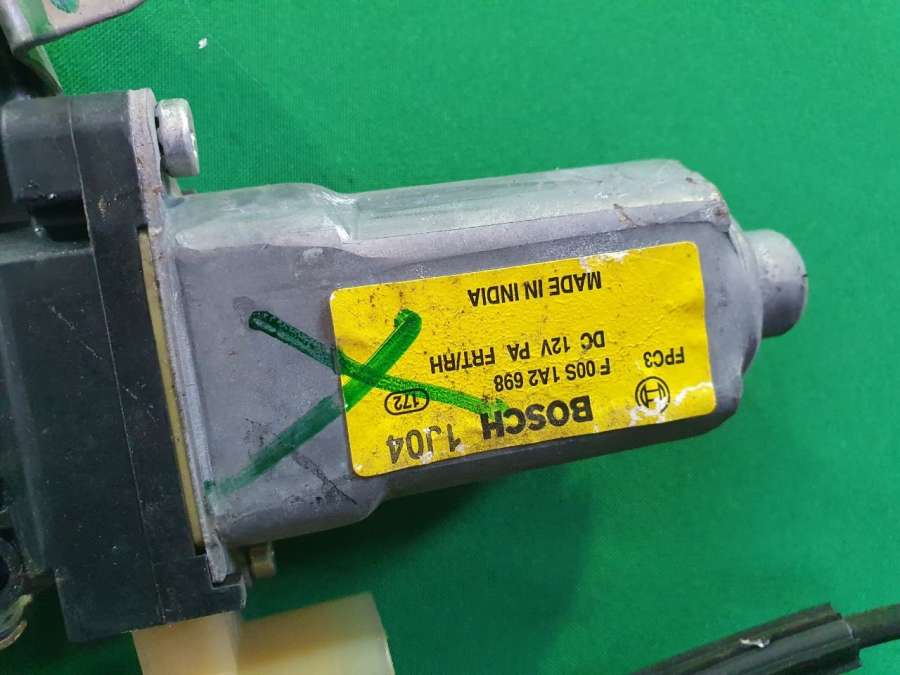 BOSCH 1J04
F 00S 1A2 698 172
FPC3 DC 12V PA FRT/RH
MADE IN INDIA